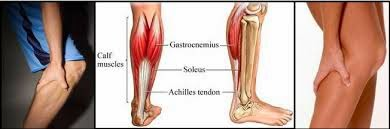 Calf
muscles
Gastrocnemius
Soleus
Achilles tendon